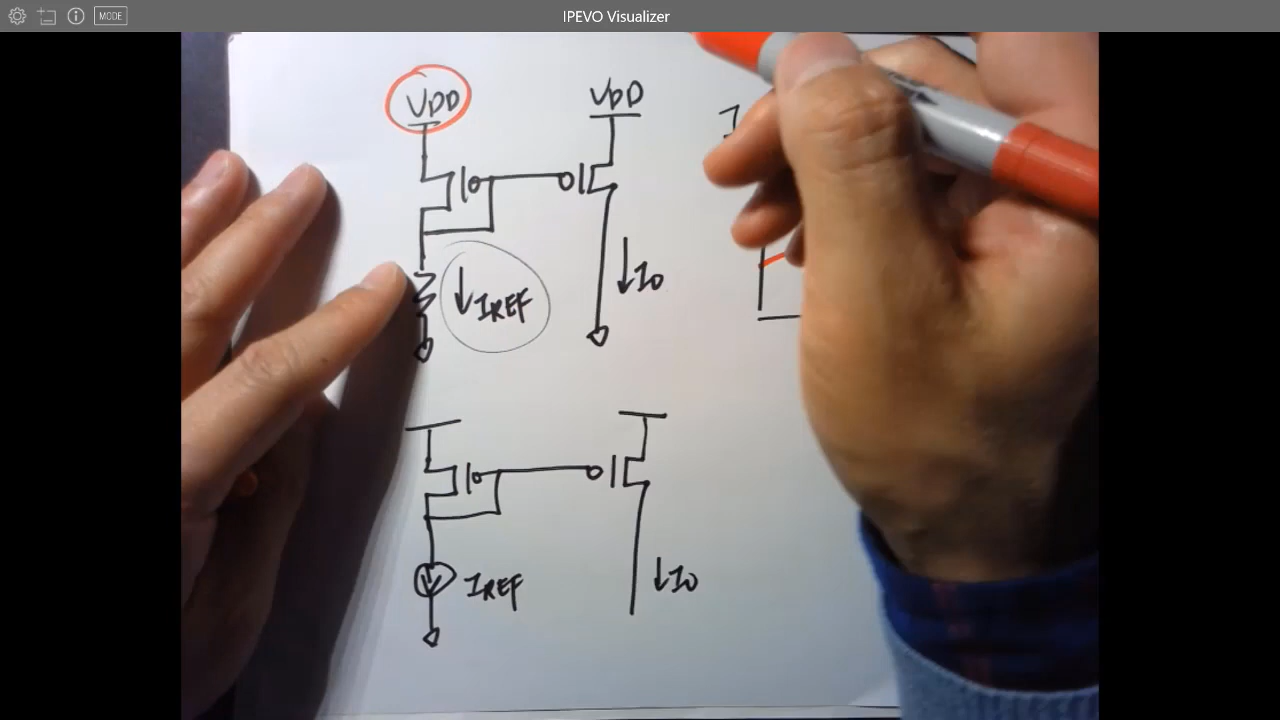 MODE
IPEVO Visualizer
VDD
VDD
↓IREF
↓Io
IREF
↓Io